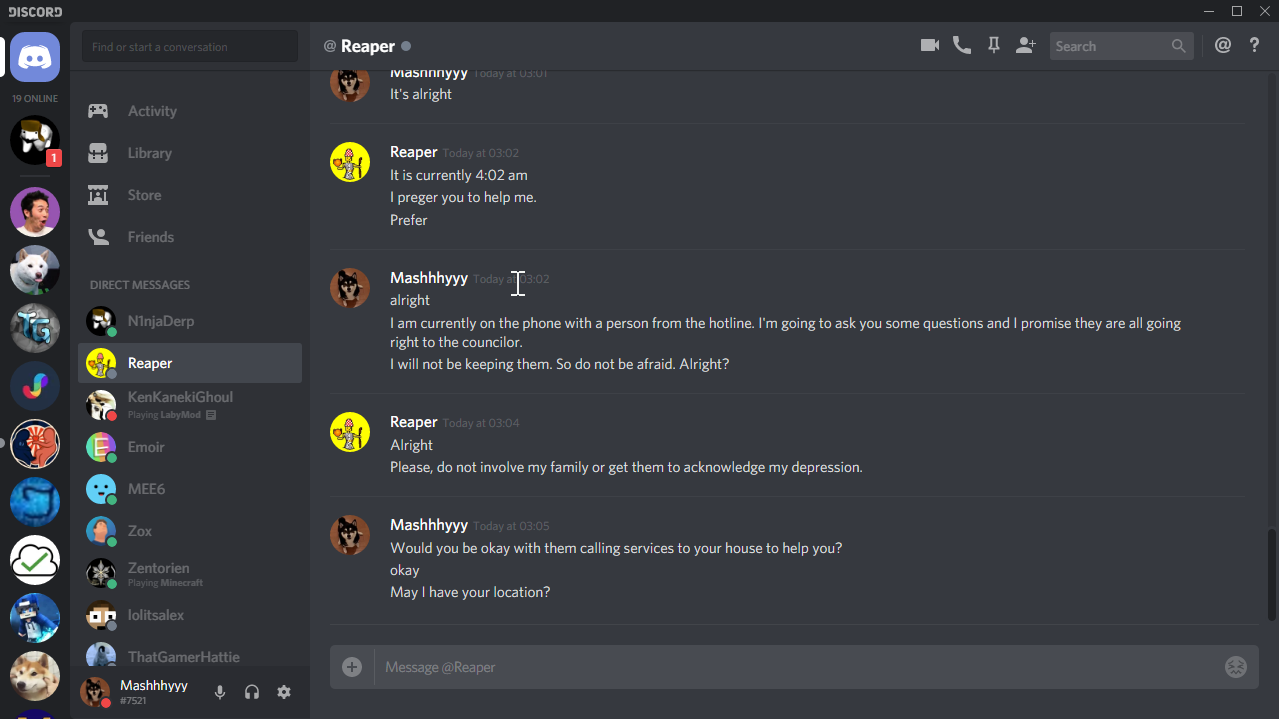 DISCORD
Find or start a conversation
@ Reaper
Search
@
?
19 ONLINE
1
Activity
Library
Store
Friends
DIRECT MESSAGES
N1njaDerp
Reaper
KenKanekiGhoul
Playing LabyMod
Emoir
MEE6
Zox
Zentorien
Playing Minecraft
lolitsalex
ThatGamerHattie
Mashhhyyy
#7521
Mashhhyyy Today at 03:01
It's alright
Reaper Today at 03:02
It is currently 4:02 am
I preger you to help me.
Prefer
Mashhhyyy Today at 03:02
alright
I am currently on the phone with a person from the hotline. I'm going to ask you some questions and I promise they are all going
right to the councilor.
I will not be keeping them. So do not be afraid. Alright?
Reaper Today at 03:04
Alright
Please, do not involve my family or get them to acknowledge my depression.
Mashhhyyy Today at 03:05
Would you be okay with them calling services to your house to help you?
okay
May I have your location?
Message @Reaper